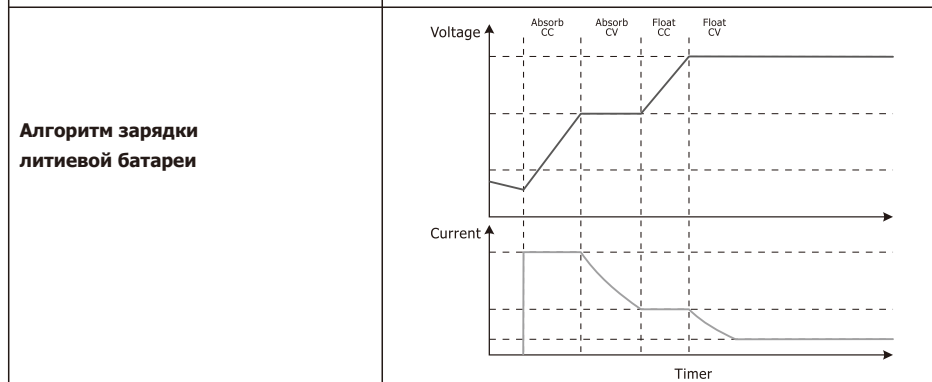 Алгоритм зарядки
литиевой батареи
Voltage
Absorb
CC
Absorb
CV
Float
CC
Float
CV
Current
Timer